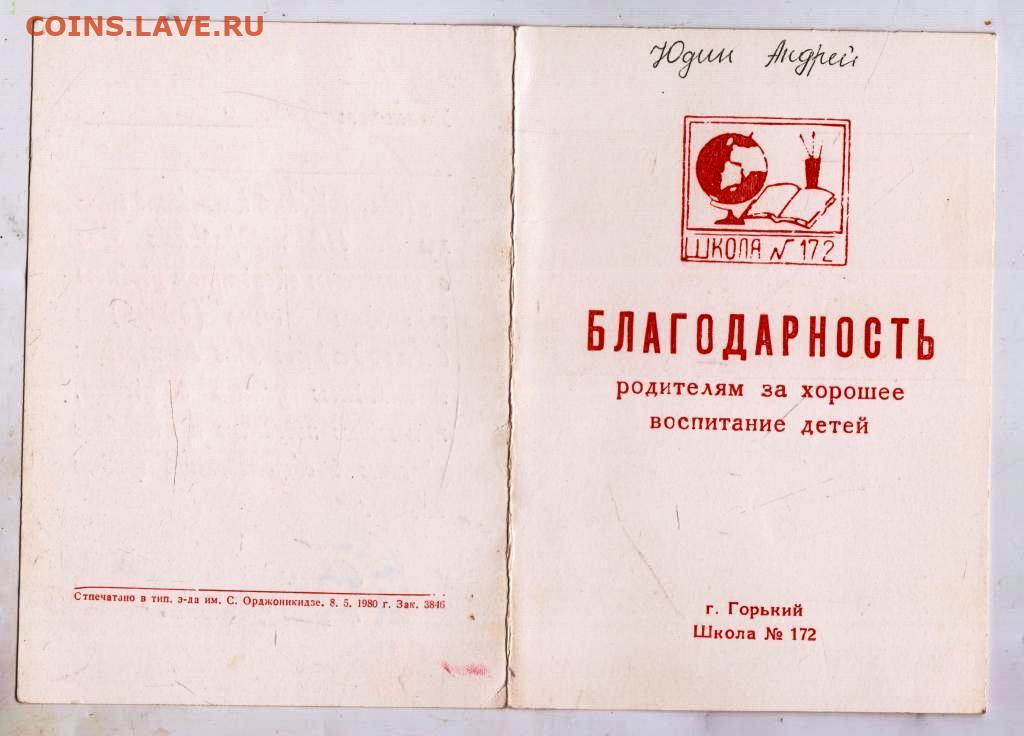 COINS.LAVE.RU
Юдин Андрей
ШКОЛА № 172
БЛАГОДАРНОСТЬ
родителям за хорошее
воспитание детей
г. Горький
Школа № 172
Отпечатано в тип. з-да им. С. Орджоникидзе. 8. 5. 1980 г. Зак. 3846